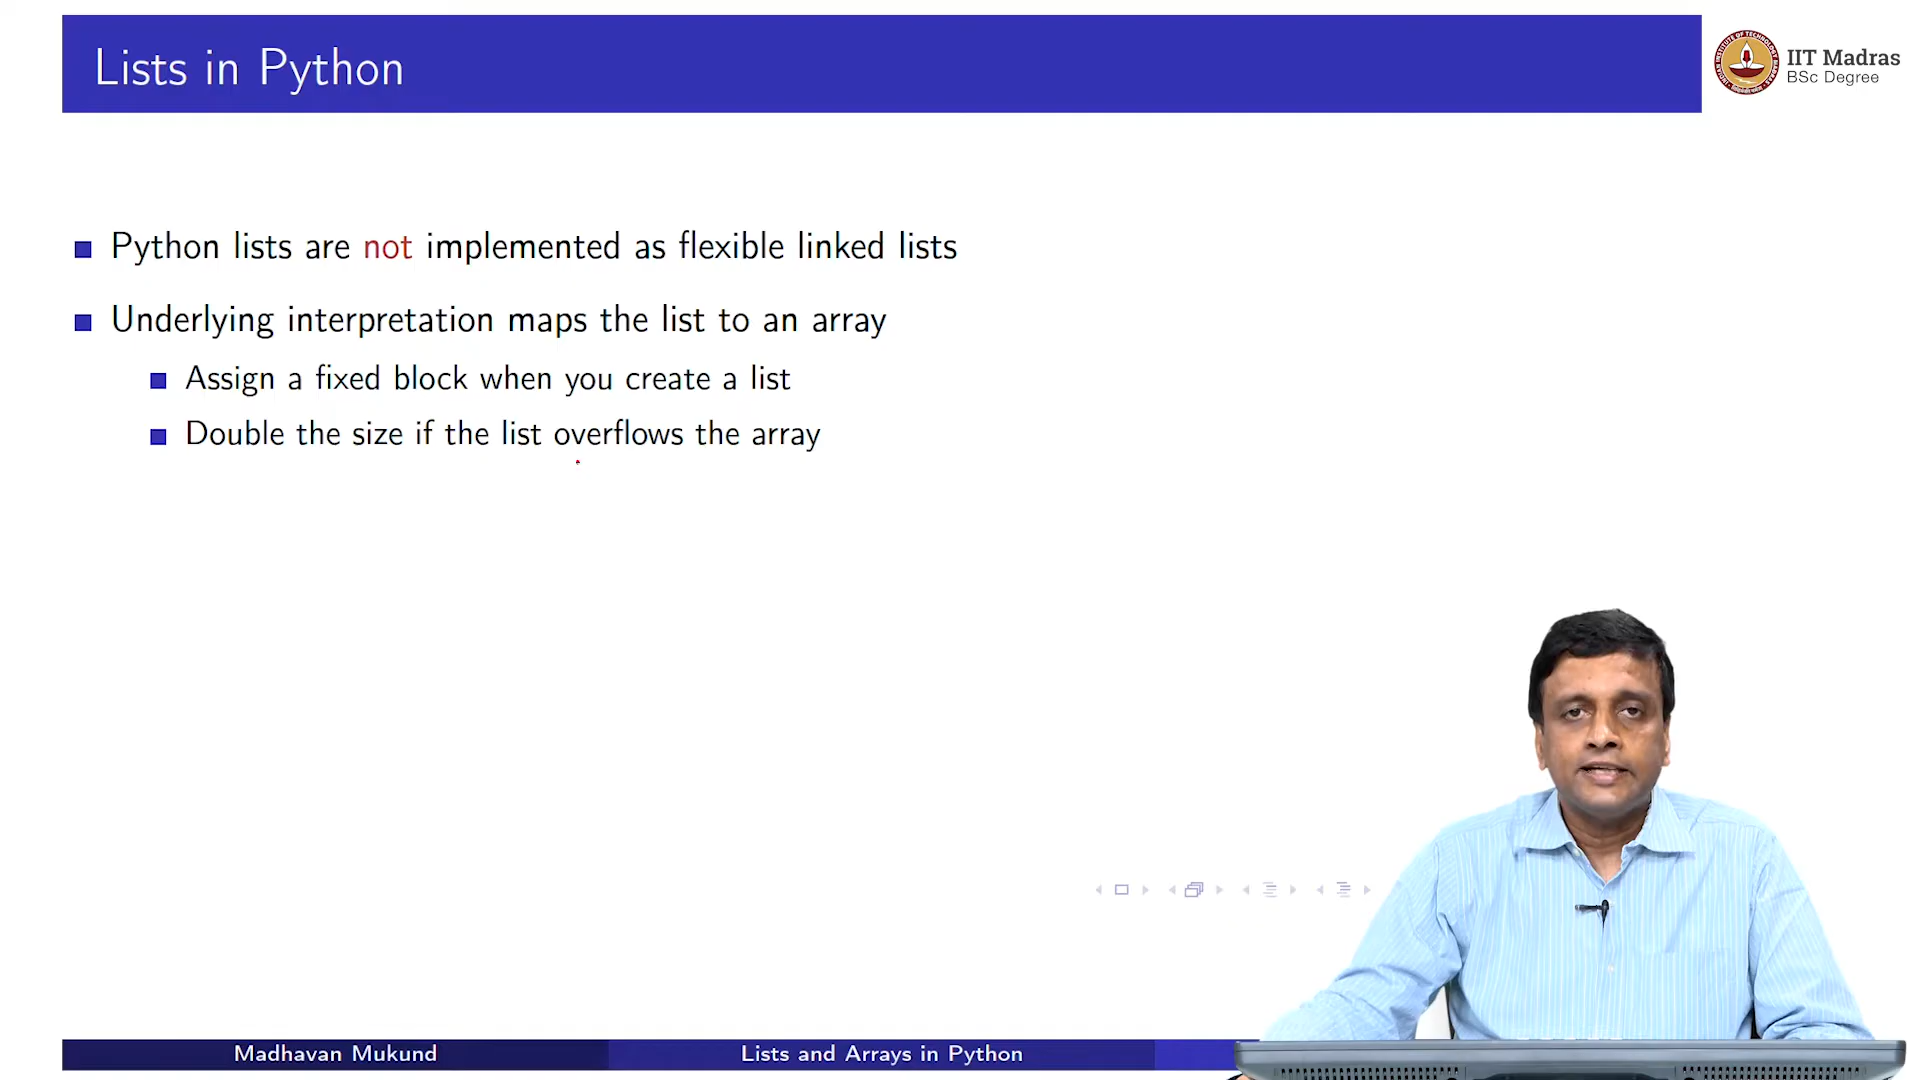 Lists in Python
IIT Madras
BSc Degree
Python lists are not implemented as flexible linked lists
Underlying interpretation maps the list to an array
Assign a fixed block when you create a list
Double the size if the list overflows the array
Madhavan Mukund
Lists and Arrays in Python